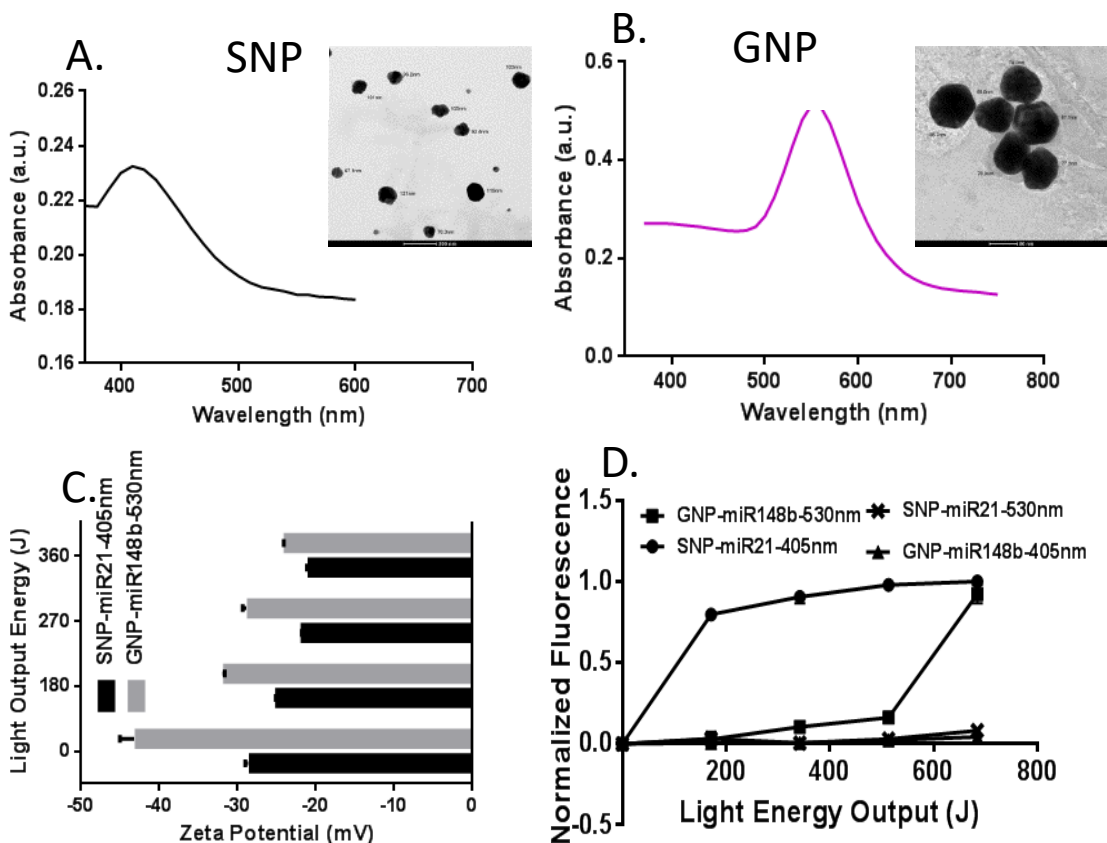 A.
SNP
0.26
0.24
0.22
0.20
0.18
0.16
Absorbance (a.u.)
400
500
600
700
Wavelength (nm)
B.
GNP
0.6
0.4
0.2
0.0
Absorbance (a.u.)
400
500
600
700
800
Wavelength (nm)
C.
SNP-miR21-405nm
GNP-miR148b-530nm
Light Output Energy (J)
360
270
180
0
-50
-40
-30
-20
-10
0
Zeta Potential (mV)
D.
Normalized Fluorescence
1.5
1.0
0.5
0.0
-0.5
GNP-miR148b-530nm
SNP-miR21-530nm
SNP-miR21-405nm
GNP-miR148b-405nm
200
400
600
800
Light Energy Output (J)